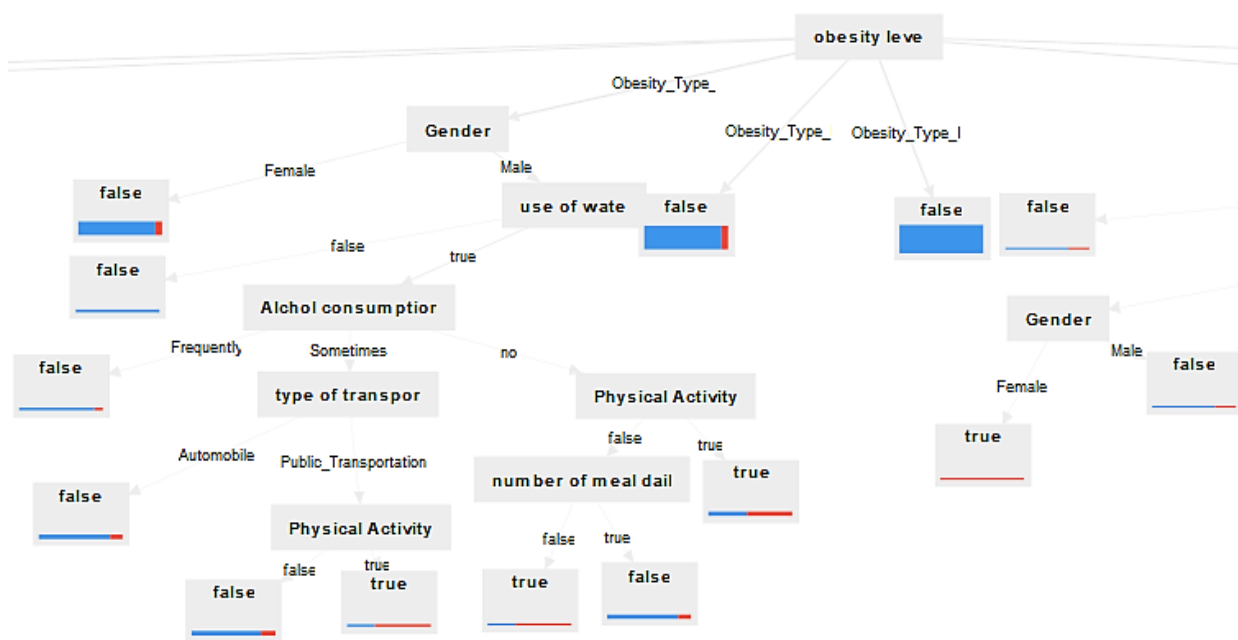 obesity leve
Obesity_Type_
Gender
Obesity_Type_
Obesity_Type_I
Female
Male
false
use of wate
false
false
false
false
true
false
Alchol consumptior
Gender
Frequently
Sometimes
no
Male
false
type of transpor
Physical Activity
false
Female
false
true
true
Automobile
Public_Transportation
number of meal dail
true
false
Physical Activity
false
true
false
true
false
true
true
false